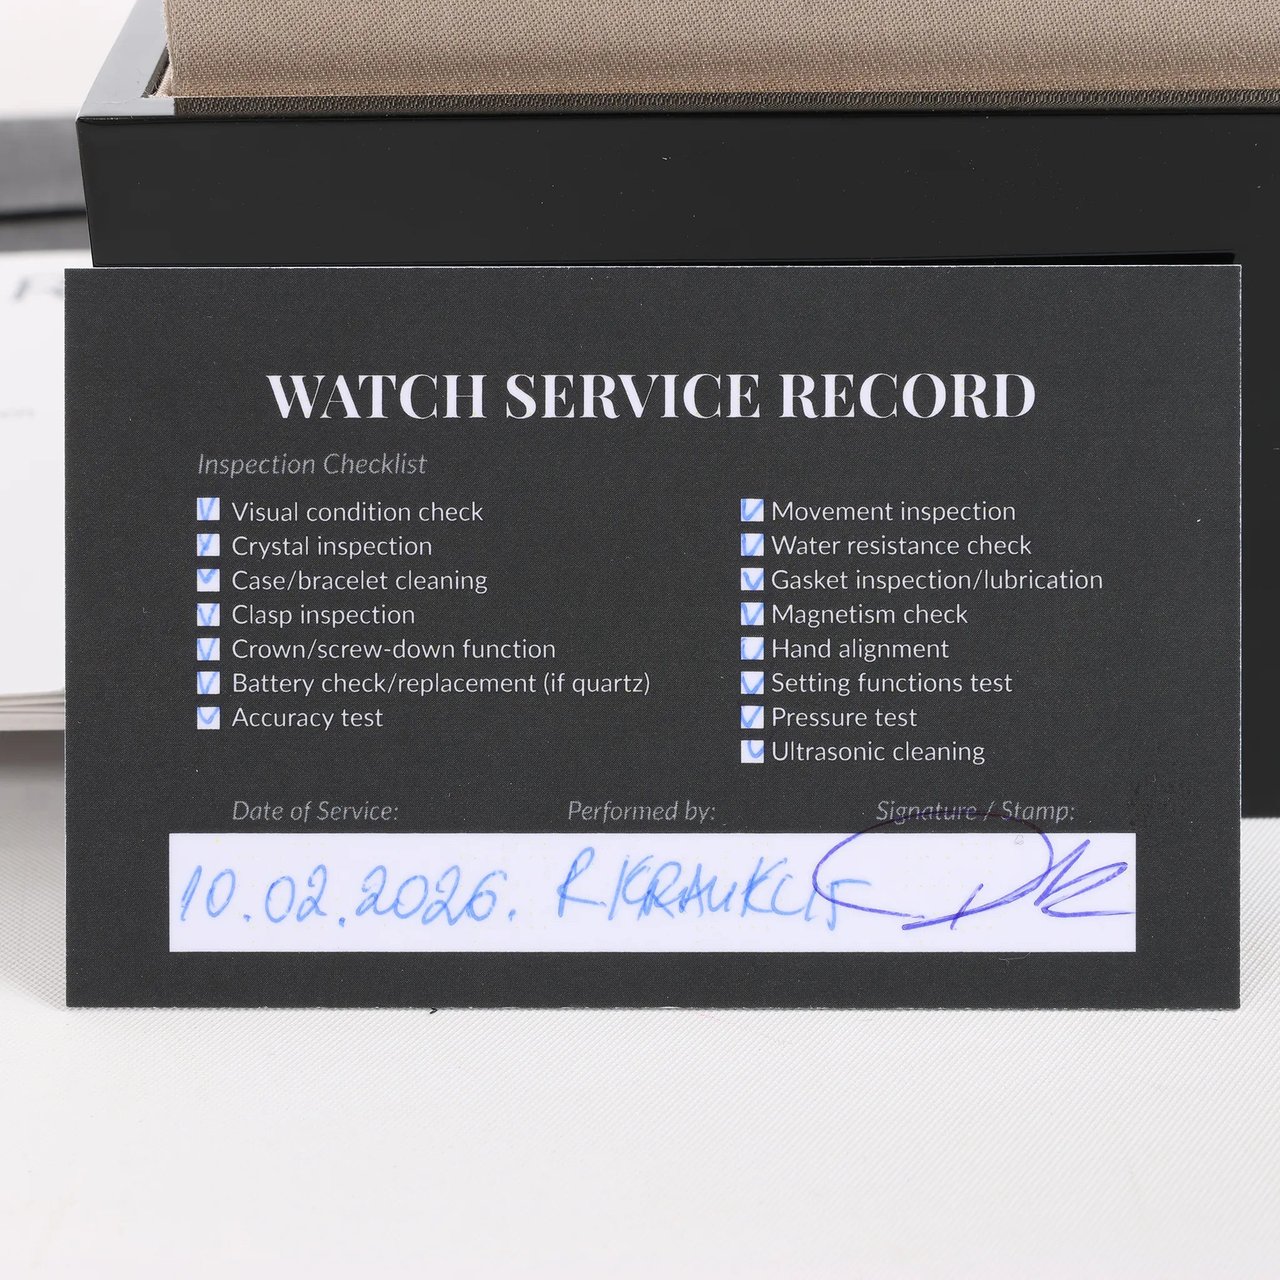 WATCH SERVICE RECORD
Inspection Checklist
Visual condition check
Crystal inspection
Case/bracelet cleaning
Clasp inspection
Crown/screw-down function
Battery check/replacement (if quartz)
Accuracy test
Movement inspection
Water resistance check
Gasket inspection/lubrication
Magnetism check
Hand alignment
Setting functions test
Pressure test
Ultrasonic cleaning
Date of Service: Performed by: Signature / Stamp:
10.02.2026. R KRAUKLIS